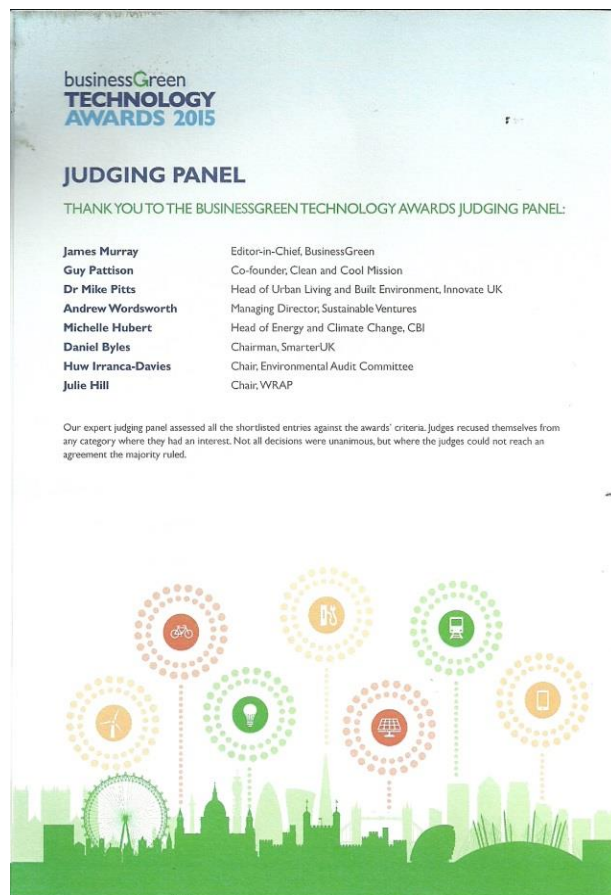 businessGreen
TECHNOLOGY
AWARDS 2015
JUDGING PANEL
THANK YOU TO THE BUSINESSGREEN TECHNOLOGY AWARDS JUDGING PANEL:
James Murray Editor-in-Chief, BusinessGreen
Guy Pattison Co-founder, Clean and Cool Mission
Dr Mike Pitts Head of Urban Living and Built Environment, Innovate UK
Andrew Wordsworth Managing Director, Sustainable Ventures
Michelle Hubert Head of Energy and Climate Change, CBI
Daniel Byles Chairman, SmarterUK
Huw Irranca-Davies Chair, Environmental Audit Committee
Julie Hill Chair, WRAP
Our expert judging panel assessed all the shortlisted entries against the awards' criteria. Judges recused themselves from
any category where they had an interest. Not all decisions were unanimous, but where the judges could not reach an
agreement the majority ruled.